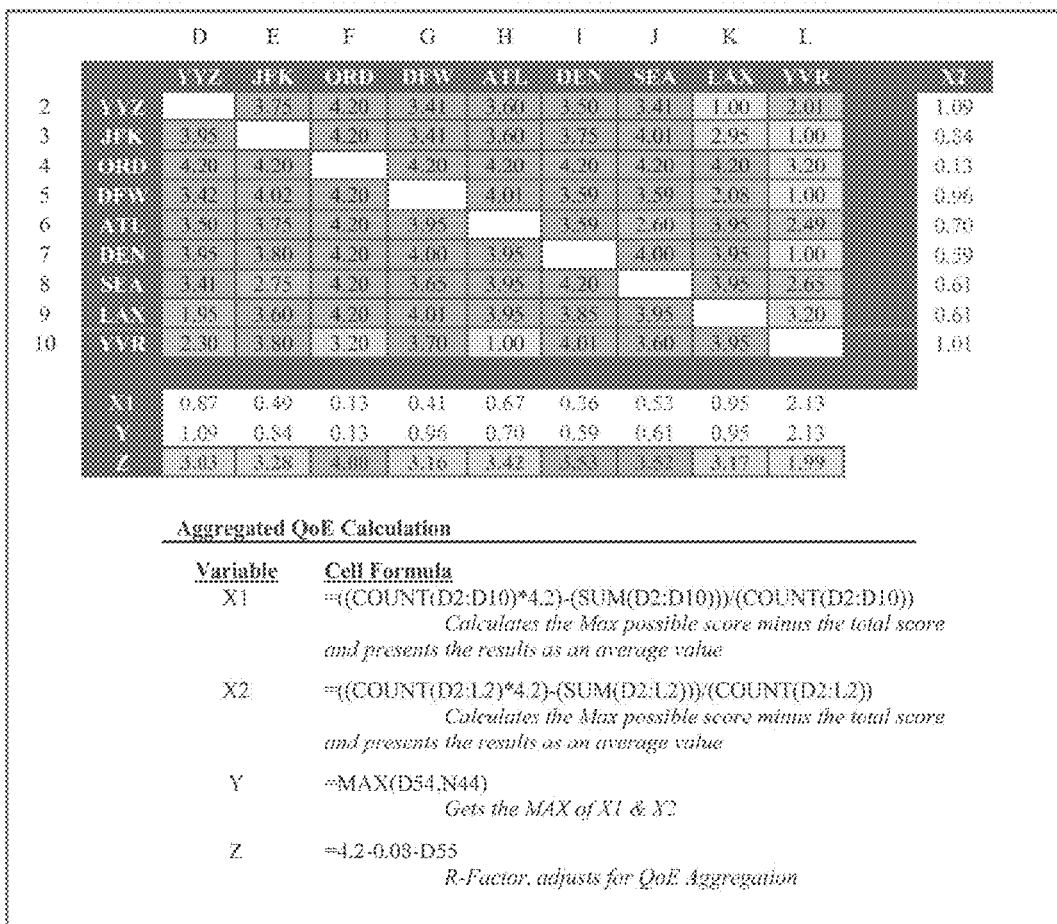 D E F G H I J K L
YYZ JFK ORD DFW ATL DEN SEA LAX YVR X2
2 YYZ 3.75 4.20 3.41 3.60 3.50 3.41 1.00 2.01 1.09
3 JFK 3.95 4.20 3.41 3.60 3.75 4.01 2.95 1.00 0.84
4 ORD 4.20 4.20 4.20 4.20 4.20 4.20 4.20 3.20 0.13
5 DFW 3.42 4.02 4.20 4.01 3.59 3.59 2.08 1.00 0.96
6 ATL 3.50 3.75 4.20 3.95 3.59 2.60 3.95 2.49 0.70
7 DEN 3.95 3.80 4.20 4.00 3.95 4.00 3.95 1.00 0.59
8 SEA 3.41 2.75 4.20 3.65 3.95 4.20 3.95 2.65 0.61
9 LAX 1.95 3.60 4.20 4.01 3.95 3.85 3.95 3.20 0.61
10 YVR 2.30 3.80 3.20 3.70 1.00 4.01 3.60 3.95 1.01
X1 0.87 0.49 0.13 0.41 0.67 0.36 0.53 0.95 2.13
Y 1.09 0.84 0.13 0.96 0.70 0.59 0.61 0.95 2.13
Z 3.03 3.28 3.16 3.42 3.17 1.99
Aggregated QoE Calculation
Variable Cell Formula
X1 =((COUNT(D2:D10)*4.2)-(SUM(D2:D10)))/(COUNT(D2:D10))
Calculates the Max possible score minus the total score
and presents the results as an average value
X2 =((COUNT(D2:L2)*4.2)-(SUM(D2:L2)))/(COUNT(D2:L2))
Calculates the Max possible score minus the total score
and presents the results as an average value
Y =MAX(D54,N44)
Gets the MAX of X1 & X2
Z =4.2-0.08-D55
R-Factor, adjusts for QoE Aggregation